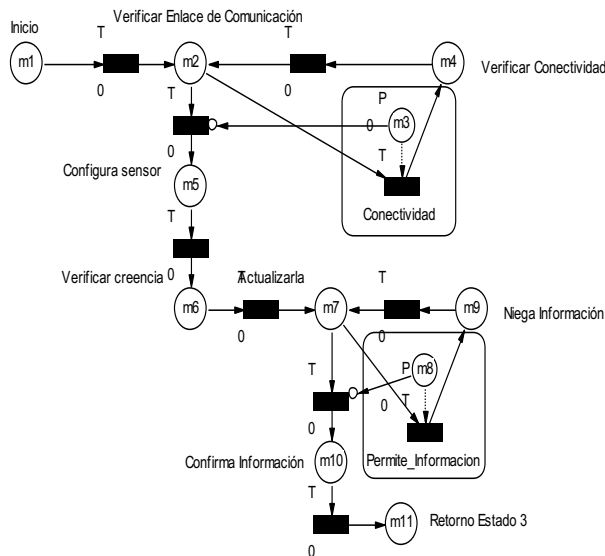 Verificar Enlace de Comunicación
Inicio
T
T
m1
m2
m4
Verificar Conectividad
0
T
0
P
0
m3
0
T
Configura sensor
m5
Conectividad
T
0
Verificar creencia
T
Actualizarla
T
m6
m7
m9
Niega Información
0
T
0
P
m8
0
T
0
Confirma Información
m10
Permite_Informacion
T
m11
Retorno Estado 3
0